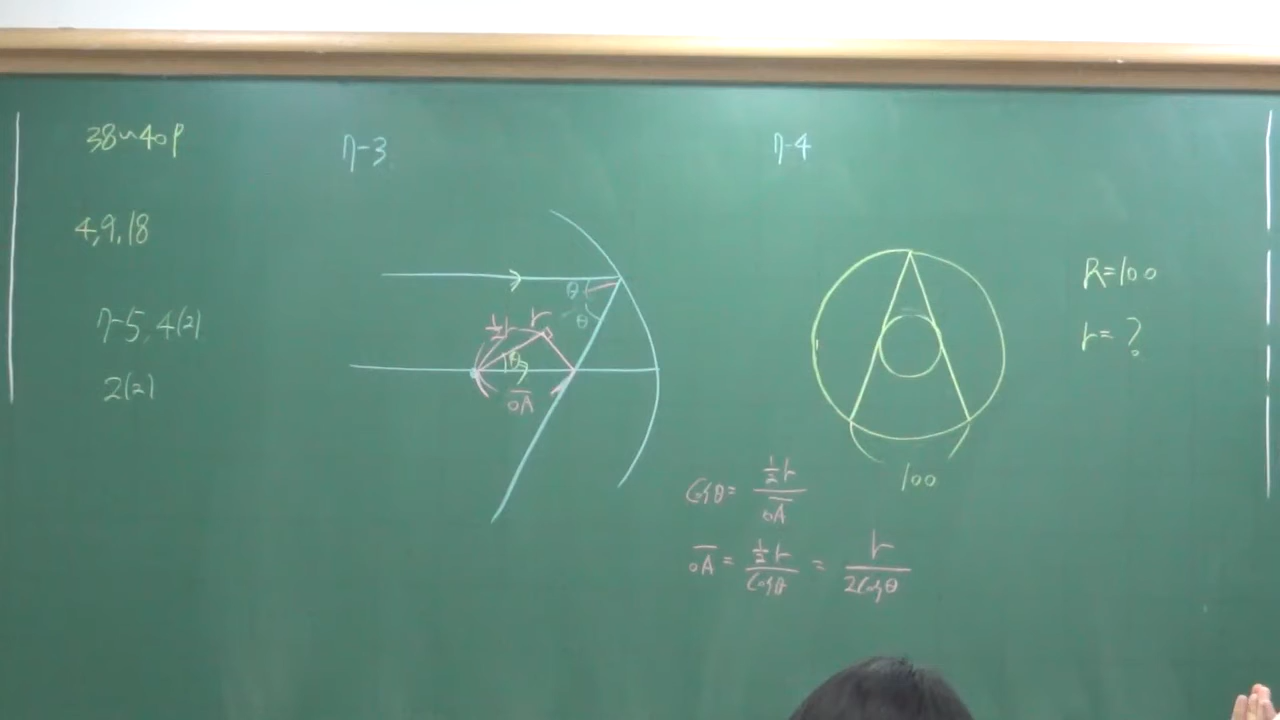 38~40P
4,9,18
7-5, 4(2)
2(2)
7-3
θ
θ
½r r
θ
OA
7-4
R=100
r=?
100
Cosθ = ½r / OA
OA = ½r / Cosθ = r / 2Cosθ